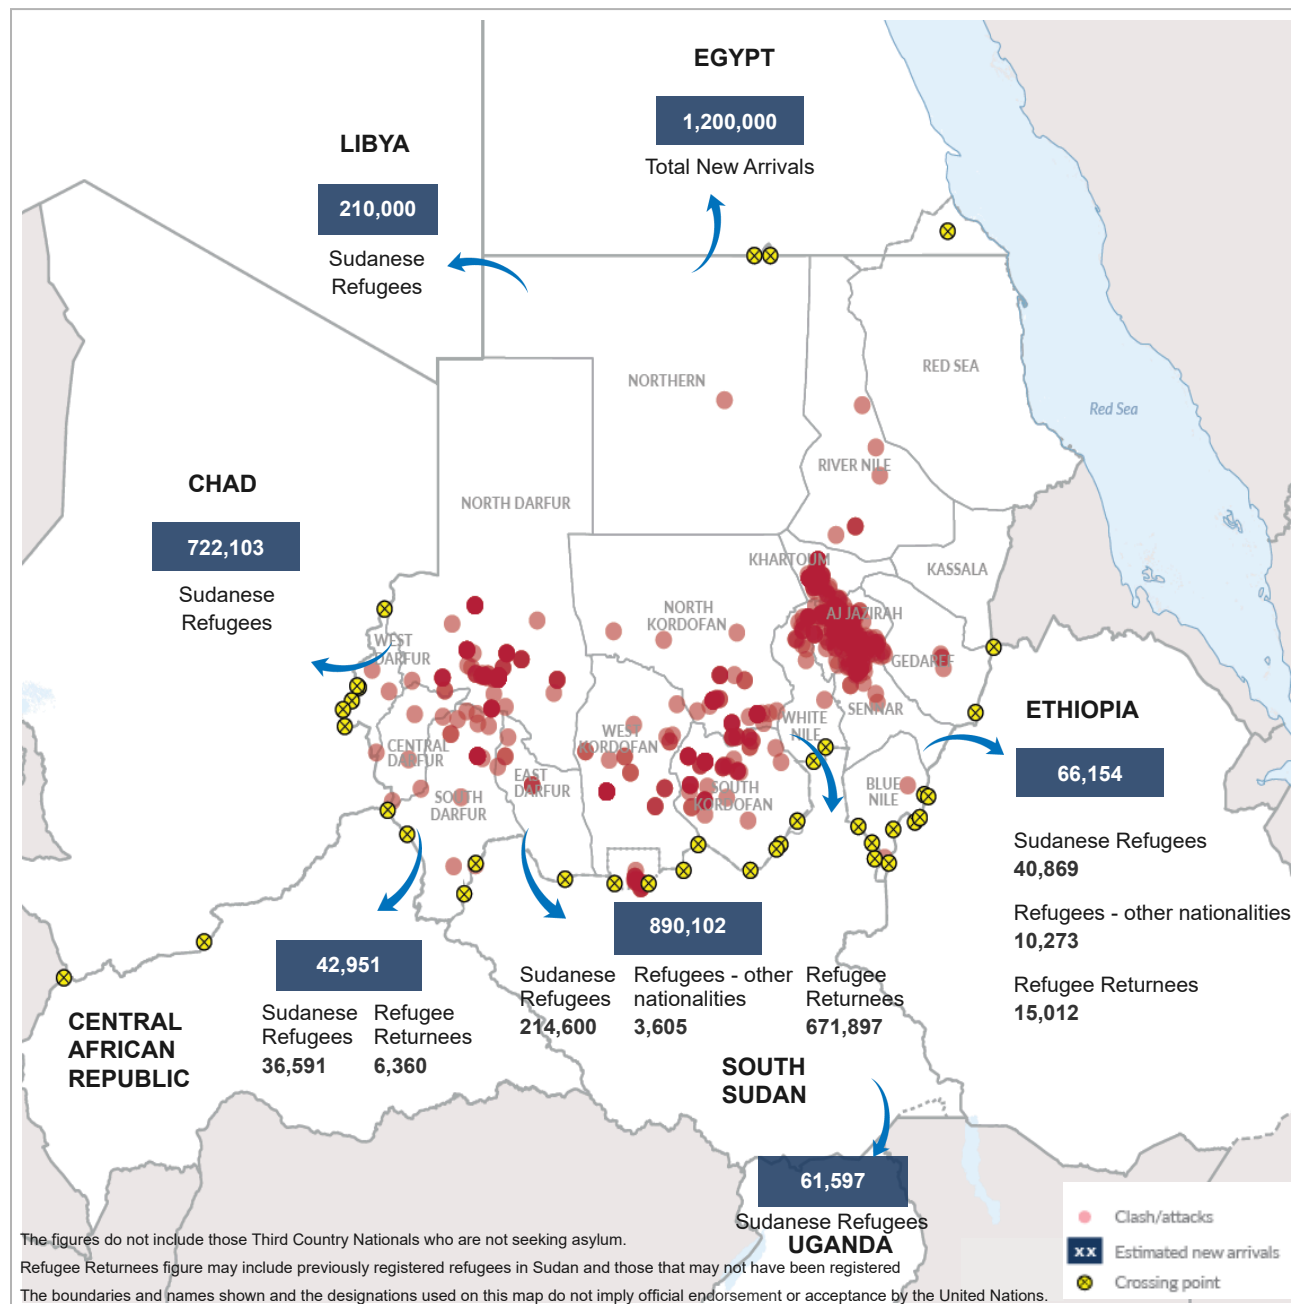 EGYPT
1,200,000
Total New Arrivals
LIBYA
210,000
Sudanese
Refugees
RED SEA
NORTHERN
Red Sea
RIVER NILE
CHAD
NORTH DARFUR
722,103
Sudanese
Refugees
KHARTOUM
KASSALA
NORTH
KORDOFAN
AJ JAZIRAH
WEST
DARFUR
GEDAREF
SENNAR
WHITE
NILE
ETHIOPIA
WEST
KORDOFAN
CENTRAL
DARFUR
66,154
EAST
DARFUR
SOUTH
KORDOFAN
BLUE
NILE
SOUTH
DARFUR
Sudanese Refugees
40,869
Refugees - other nationalities
10,273
Refugee Returnees
15,012
890,102
Sudanese
Refugees
214,600
Refugees - other
nationalities
3,605
Refugee
Returnees
671,897
42,951
Sudanese
Refugees
36,591
Refugee
Returnees
6,360
CENTRAL
AFRICAN
REPUBLIC
SOUTH
SUDAN
61,597
Sudanese Refugees
UGANDA
Clash/attacks
xx Estimated new arrivals
Crossing point
The figures do not include those Third Country Nationals who are not seeking asylum.
Refugee Returnees figure may include previously registered refugees in Sudan and those that may not have been registered
The boundaries and names shown and the designations used on this map do not imply official endorsement or acceptance by the United Nations.